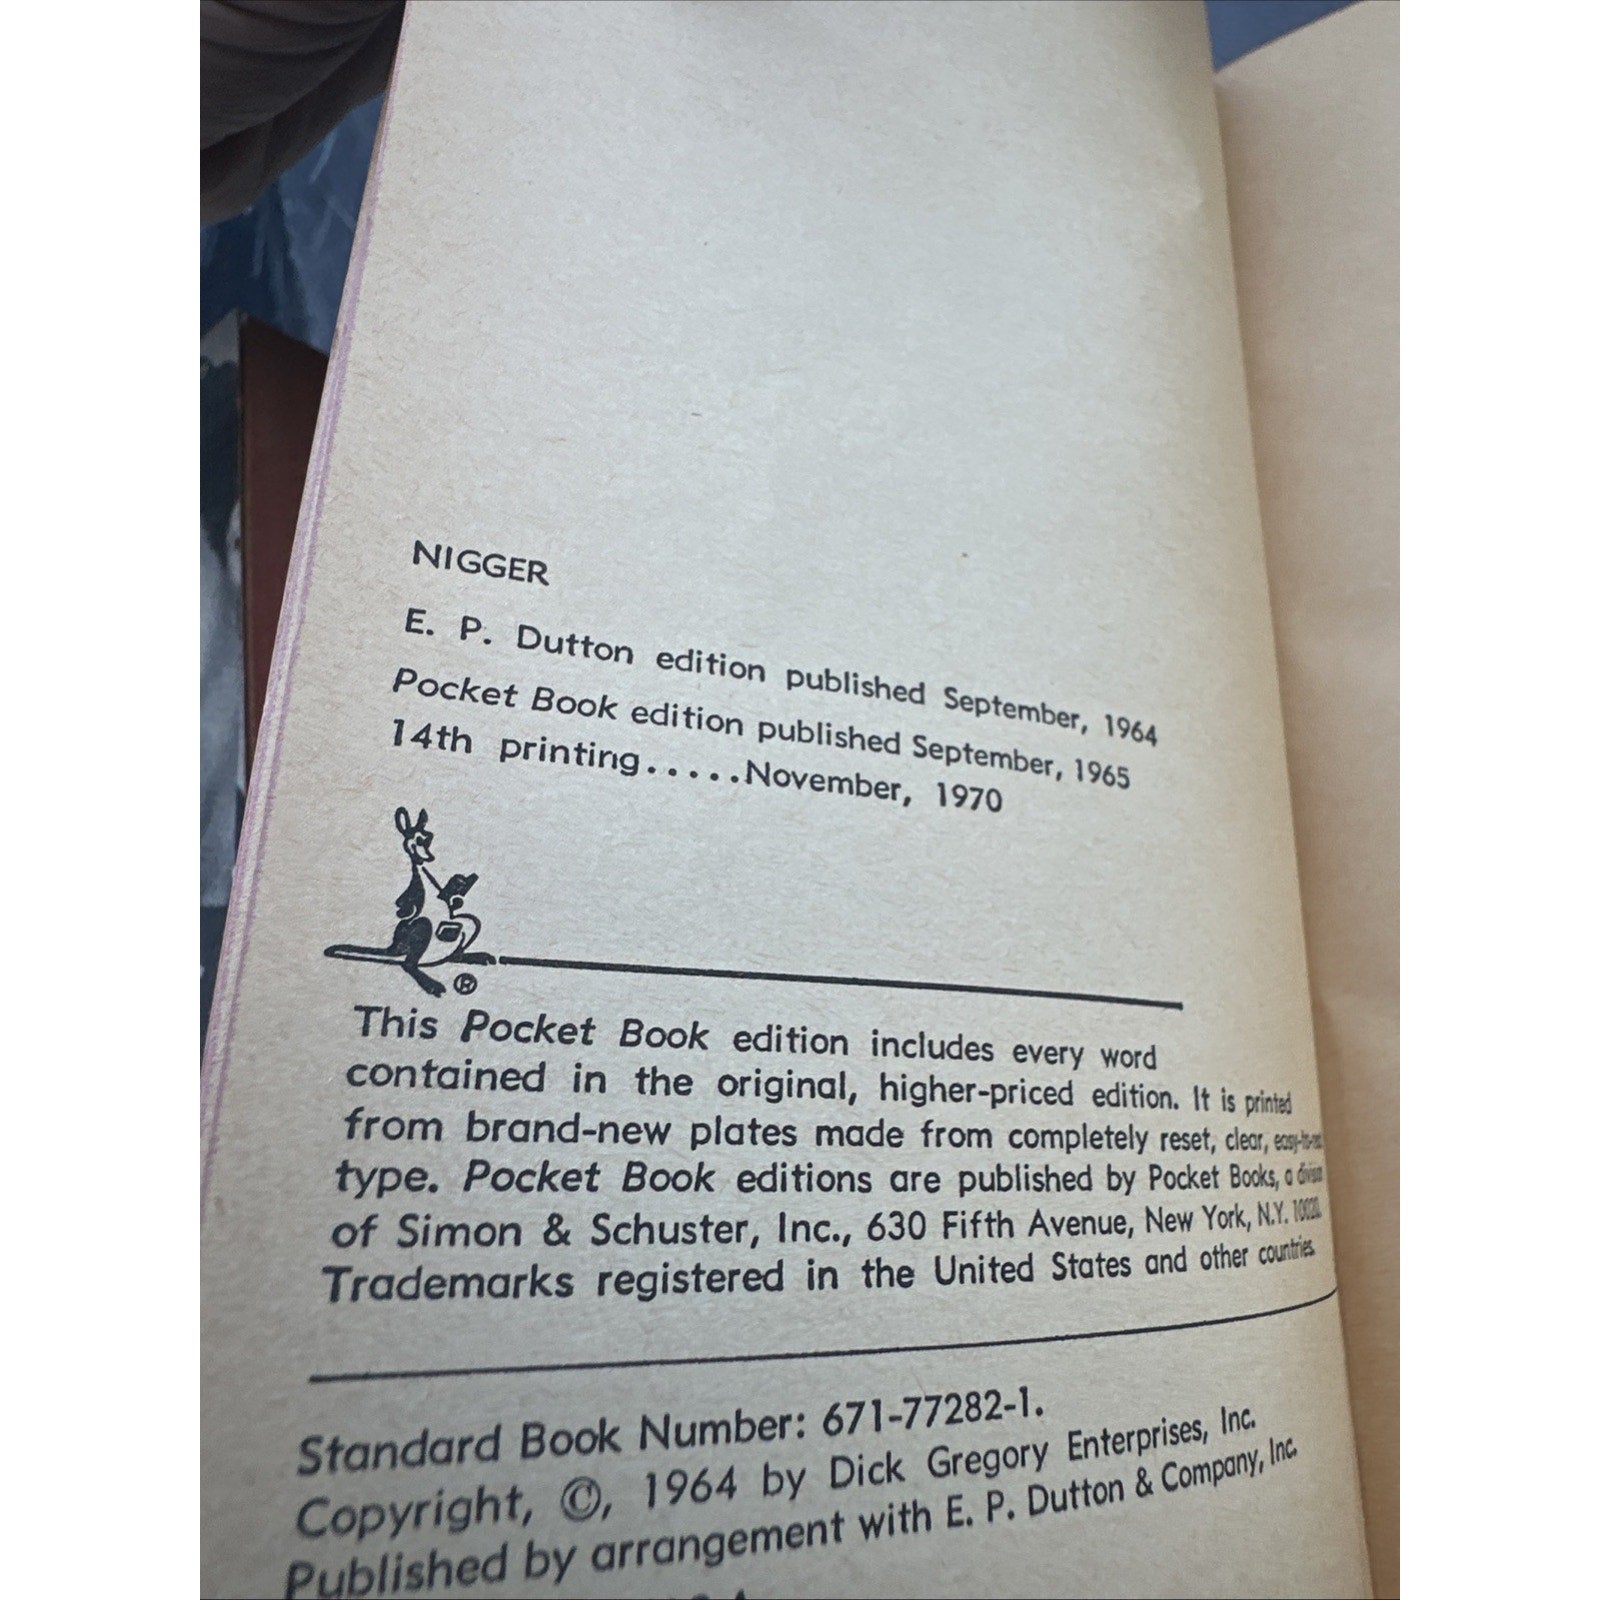 NIGGER
E. P. Dutton edition published September, 1964
Pocket Book edition published September, 1965
14th printing.....November, 1970
®
This Pocket Book edition includes every word
contained in the original, higher-priced edition. It is printed
from brand-new plates made from completely reset, clear,
type. Pocket Book editions are published by Pocket Books, a
of Simon & Schuster, Inc., 630 Fifth Avenue, New York, N.Y.
Trademarks registered in the United States and other countries.
Standard Book Number: 671-77282-1.
Copyright, ©, 1964 by Dick Gregory Enterprises, Inc.
Published by arrangement with E. P. Dutton & Company, Inc.